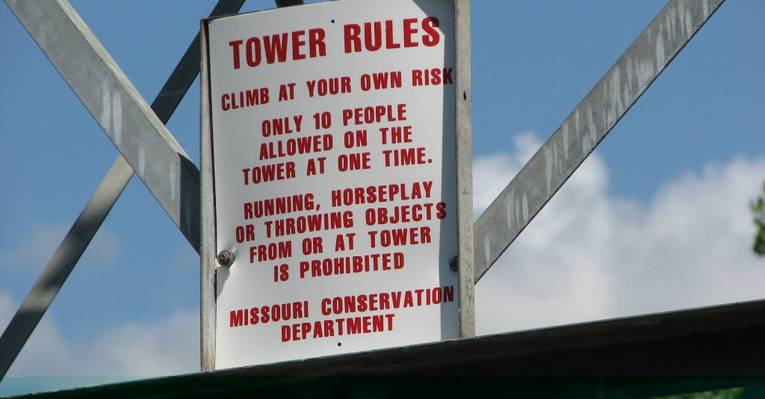 TOWER RULES
CLIMB AT YOUR OWN RISK
ONLY 10 PEOPLE
ALLOWED ON THE
TOWER AT ONE TIME.
RUNNING, HORSEPLAY
OR THROWING OBJECTS
FROM OR AT TOWER
IS PROHIBITED
MISSOURI CONSERVATION
DEPARTMENT